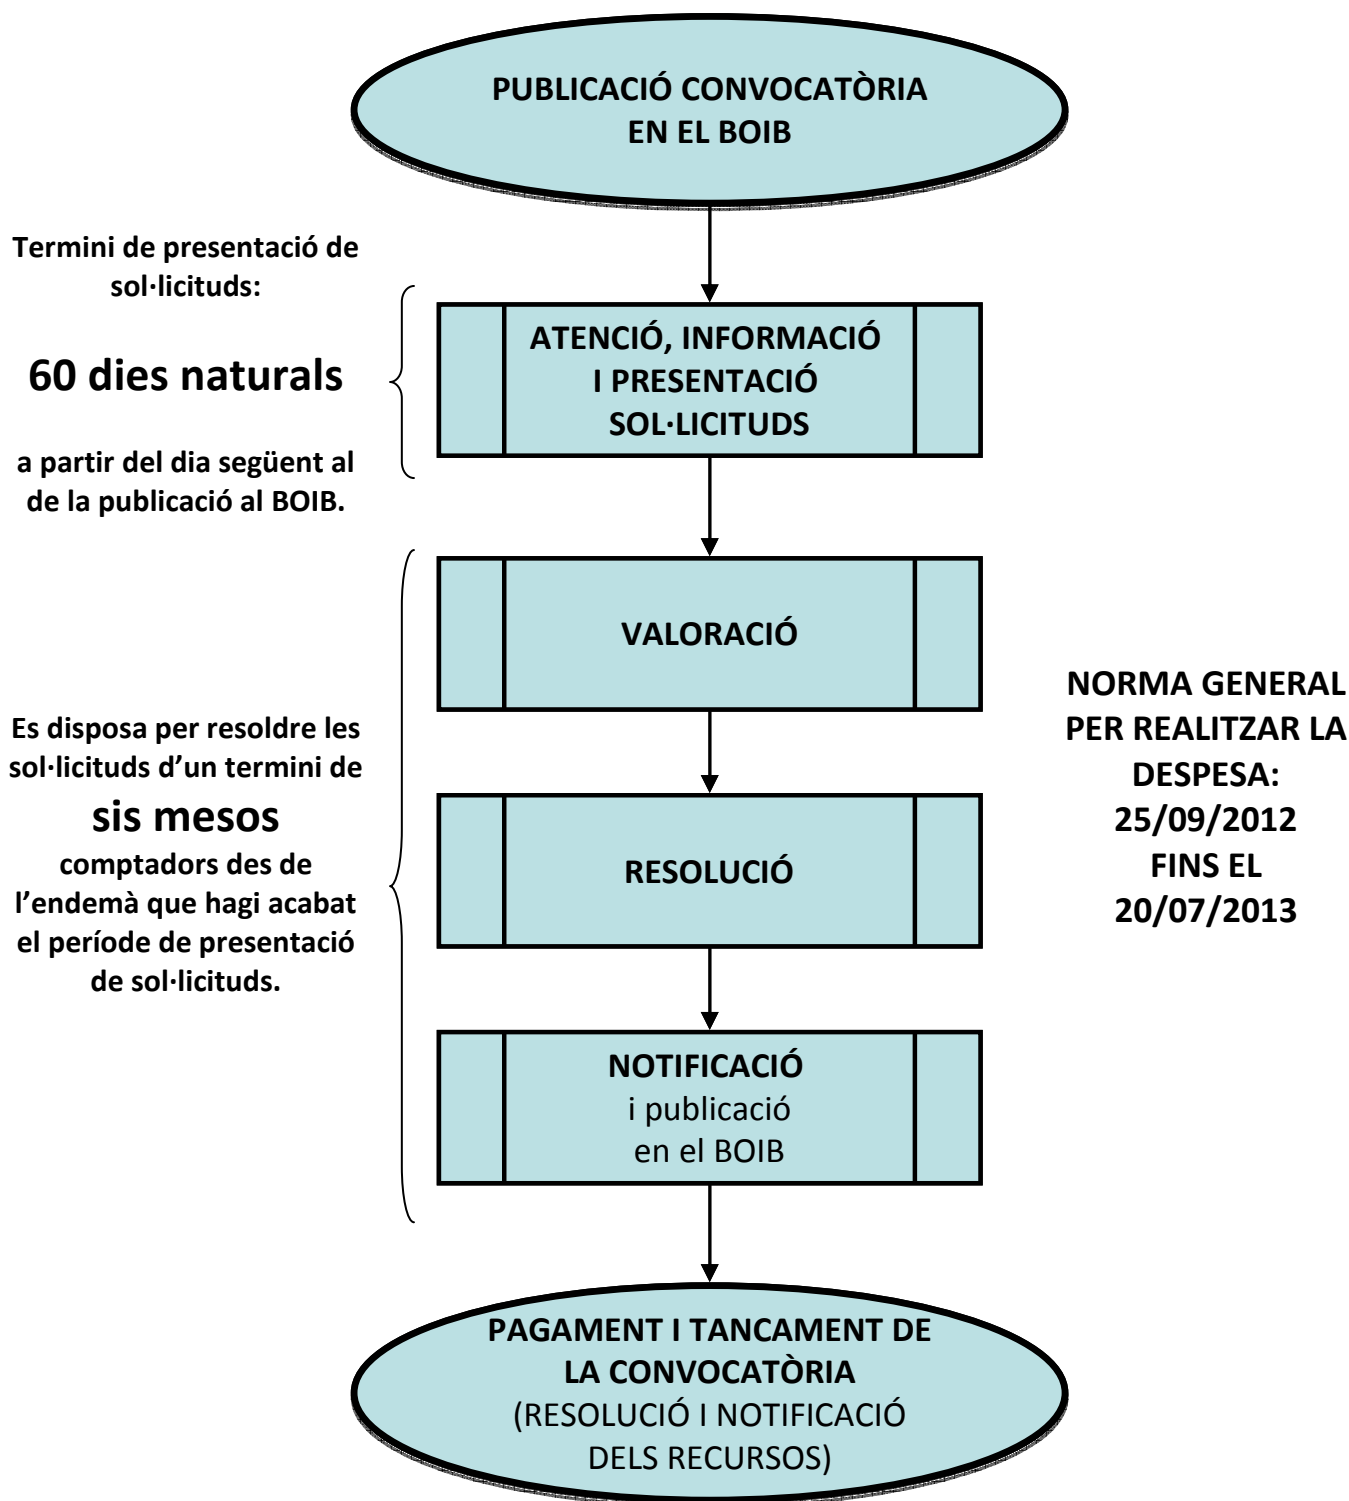 PUBLICACIÓ CONVOCATÒRIA
EN EL BOIB
Termini de presentació de
sol·licituds:
60 dies naturals
a partir del dia següent al
de la publicació al BOIB.
ATENCIÓ, INFORMACIÓ
I PRESENTACIÓ
SOL·LICITUDS
VALORACIÓ
Es disposa per resoldre les
sol·licituds d’un termini de
sis mesos
comptadors des de
l’endemà que hagi acabat
el període de presentació
de sol·licituds.
RESOLUCIÓ
NORMA GENERAL
PER REALITZAR LA
DESPESA:
25/09/2012
FINS EL
20/07/2013
NOTIFICACIÓ
i publicació
en el BOIB
PAGAMENT I TANCAMENT DE
LA CONVOCATÒRIA
(RESOLUCIÓ I NOTIFICACIÓ
DELS RECURSOS)